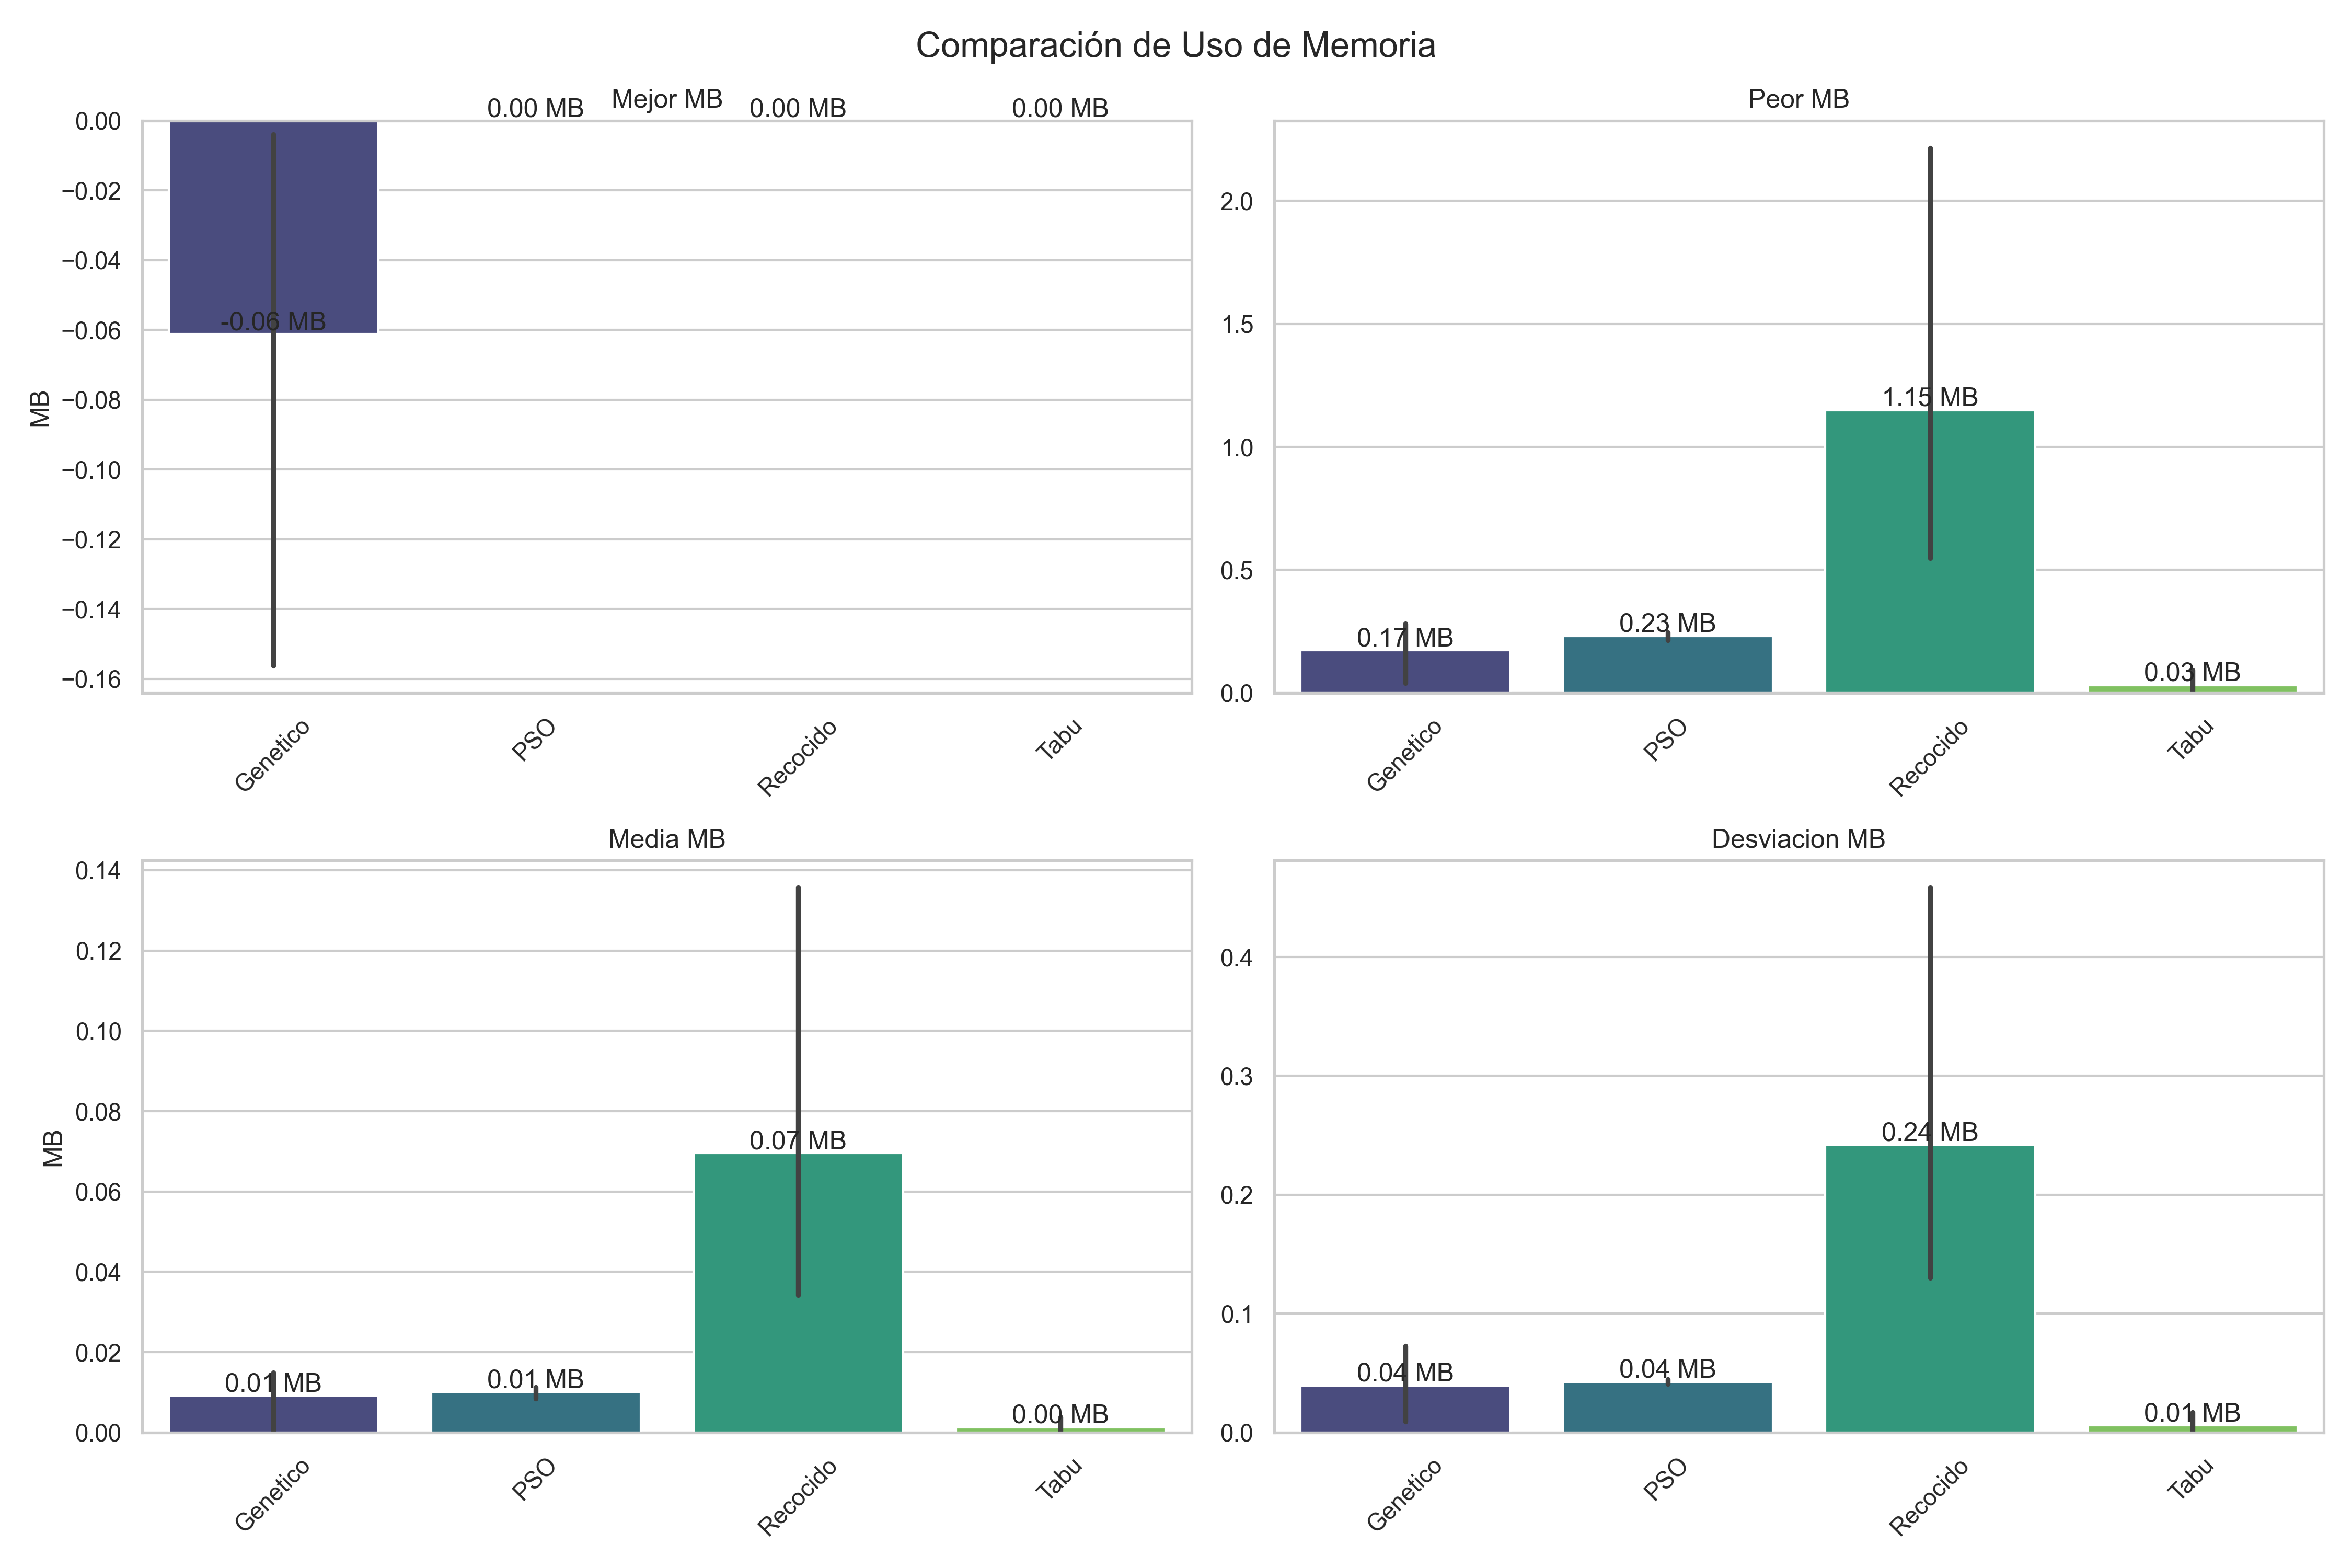 Comparación de Uso de Memoria
Mejor MB
0.00 MB
0.00 MB
0.00 MB
0.00
−0.02
−0.04
−0.06
−0.08
−0.10
−0.12
−0.14
−0.16
MB
-0.06 MB
Genetico
PSO
Recocido
Tabu
Peor MB
2.0
1.5
1.0
0.5
0.0
0.17 MB
0.23 MB
1.15 MB
0.03 MB
Genetico
PSO
Recocido
Tabu
Media MB
0.14
0.12
0.10
0.08
0.06
0.04
0.02
0.00
MB
0.01 MB
0.01 MB
0.07 MB
0.00 MB
Genetico
PSO
Recocido
Tabu
Desviacion MB
0.4
0.3
0.2
0.1
0.0
0.04 MB
0.04 MB
0.24 MB
0.01 MB
Genetico
PSO
Recocido
Tabu